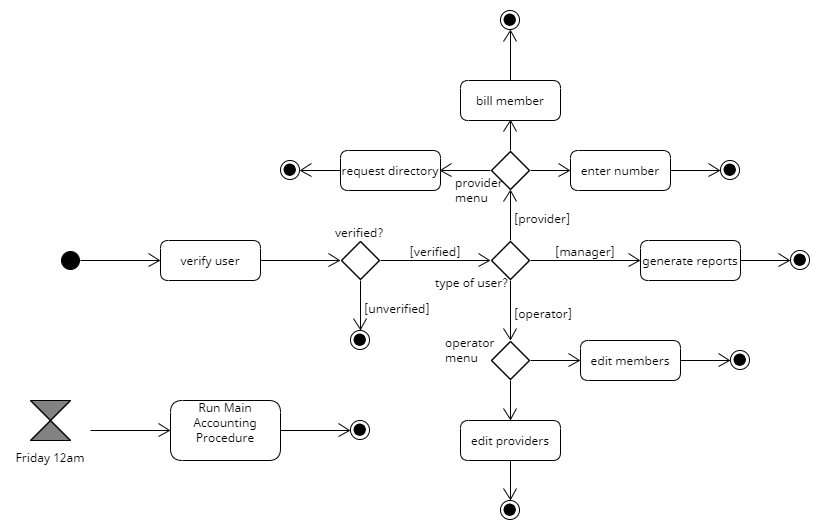 bill member
request directory
enter number
provider
menu
[provider]
verified?
verify user
[verified]
[manager]
generate reports
type of user?
[unverified]
[operator]
operator
menu
edit members
Run Main
Accounting
Procedure
edit providers
Friday 12am